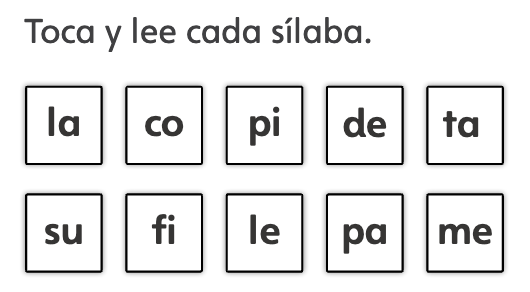 Toca y lee cada sílaba.
la co pi de ta
su fi le pa me